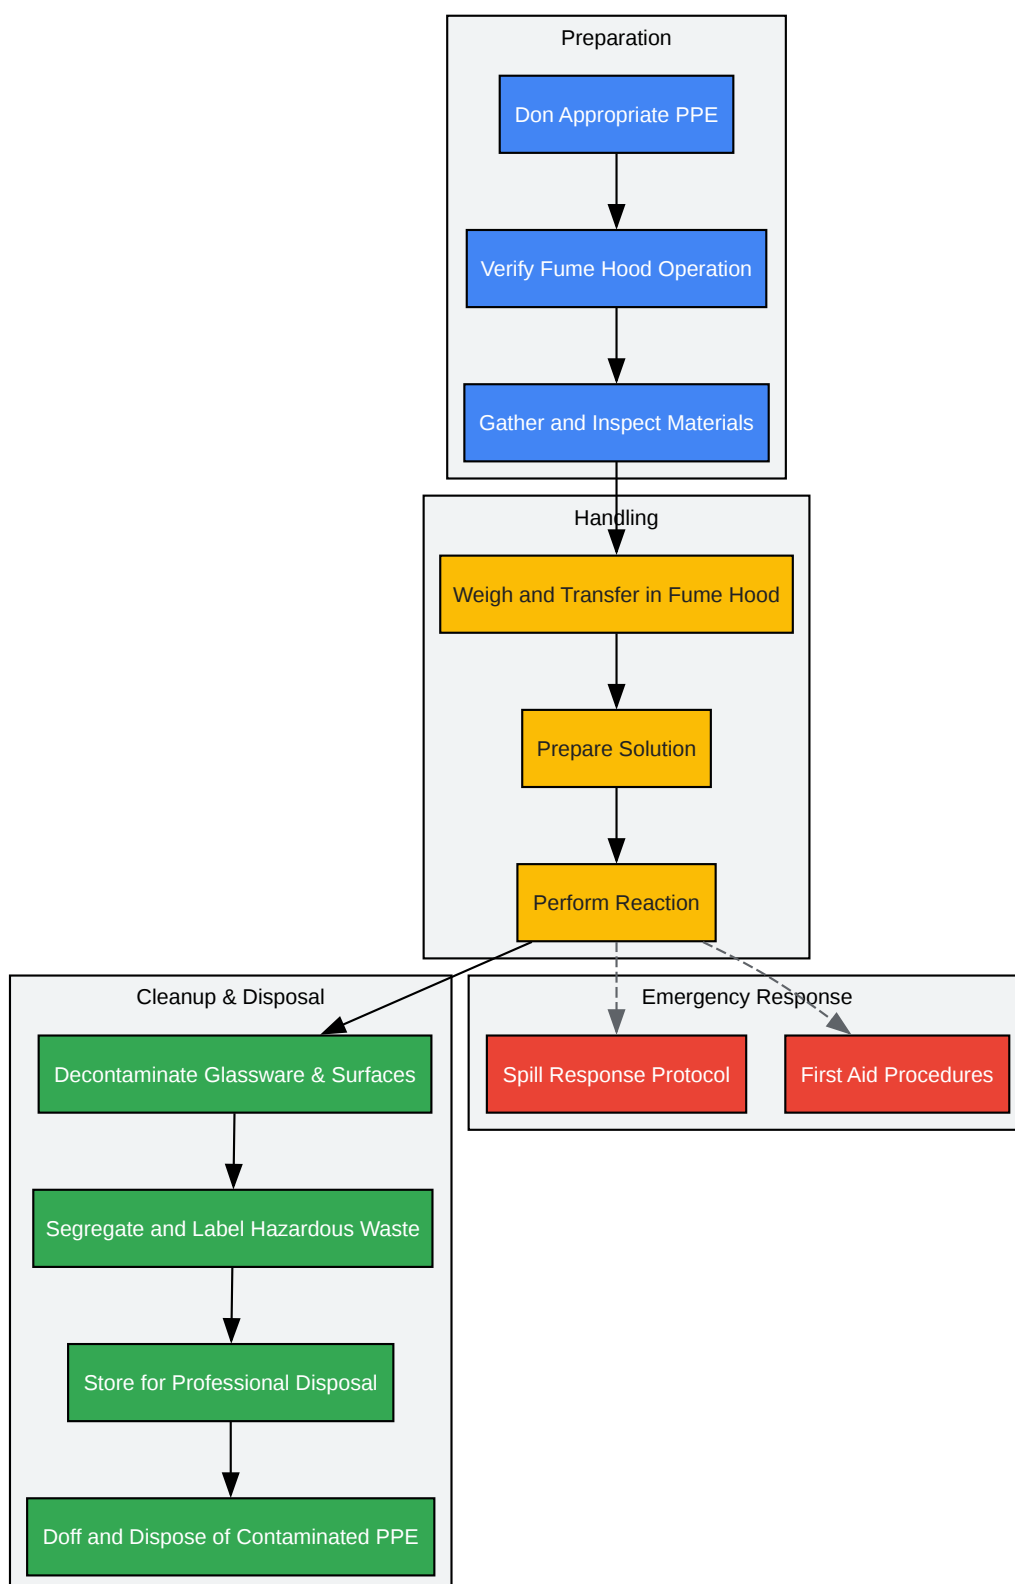 Preparation
Don Appropriate PPE
Verify Fume Hood Operation
Gather and Inspect Materials
Handling
Weigh and Transfer in Fume Hood
Prepare Solution
Perform Reaction
Cleanup & Disposal
Decontaminate Glassware & Surfaces
Segregate and Label Hazardous Waste
Store for Professional Disposal
Doff and Dispose of Contaminated PPE
Emergency Response
Spill Response Protocol
First Aid Procedures